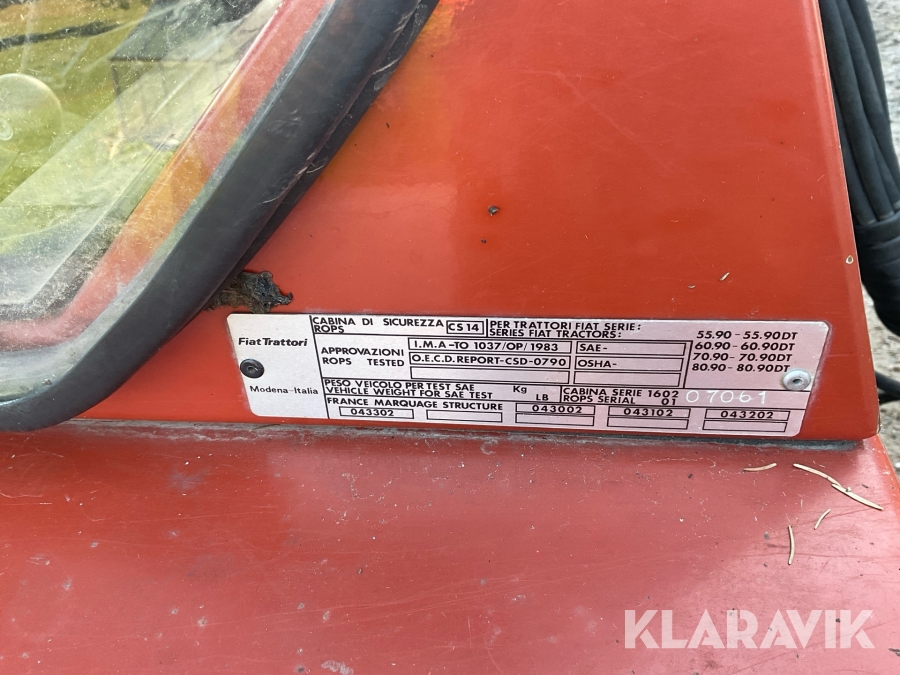 FiatTrattori
Modena-Italia
CABINA DI SICUREZZA CS14
ROPS
PER TRATTORI FIAT SERIE:
SERIES FIAT TRACTORS:
55.90 - 55.90DT
60.90 - 60.90DT
70.90 - 70.90DT
80.90 - 80.90DT
APPROVAZIONI
ROPS TESTED
I.M.A-TO 1037/OP/1983
O.E.C.D.REPORT-CSD-0790
SAE-
OSHA-
PESO VEICOLO PER TEST SAE Kg
VEHICLE WEIGHT FOR SAE TEST LB
CABINA SERIE 1602
ROPS SERIAL 01
07061
FRANCE MARQUAGE STRUCTURE
043302
043002
043102
043202
KLARAVIK